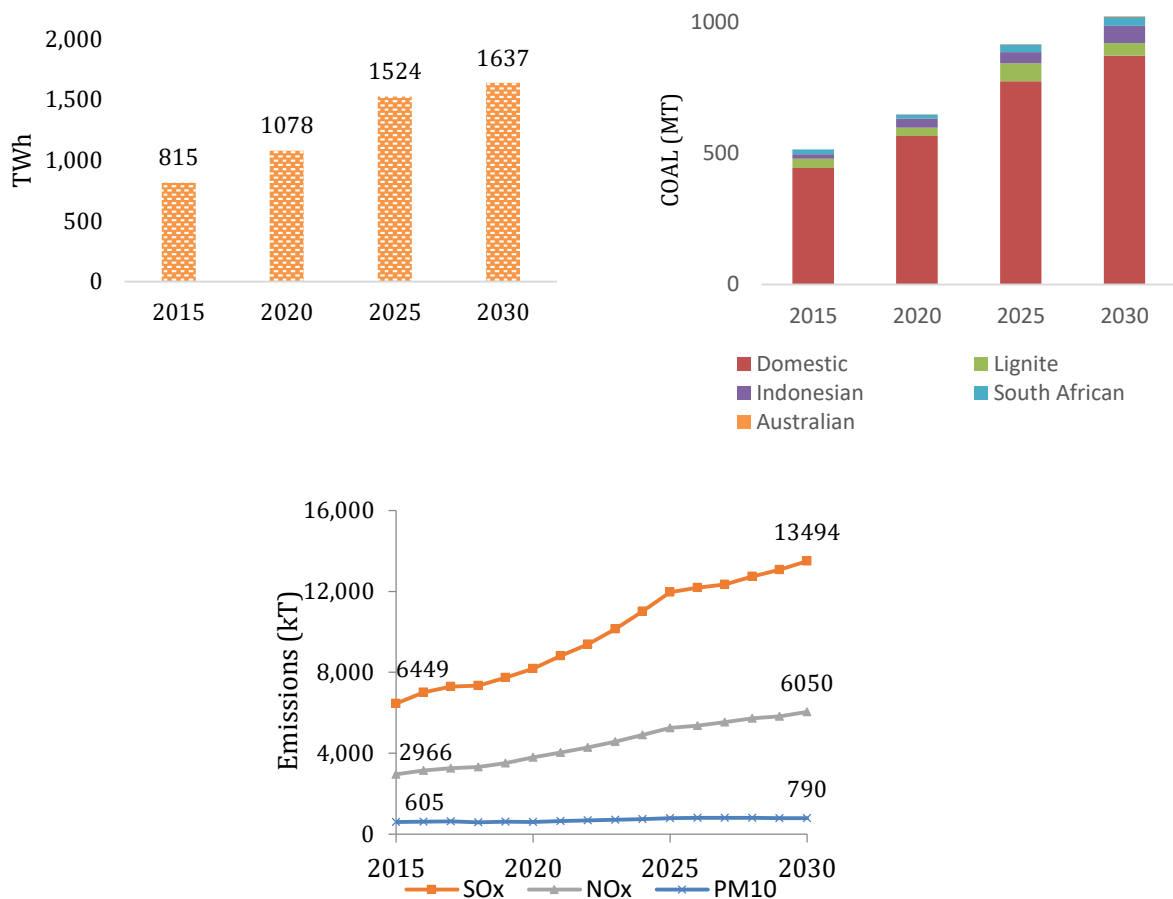 TWh
2,000
1,500
1,000
500
0
815
1078
1524
1637
2015 2020 2025 2030
COAL (MT)
1000
500
0
2015 2020 2025 2030
Domestic Lignite
Indonesian South African
Australian
Emissions (kT)
16,000
12,000
8,000
4,000
0
13494
6449
6050
2966
790
605
2015 2020 2025 2030
SOx NOx PM10